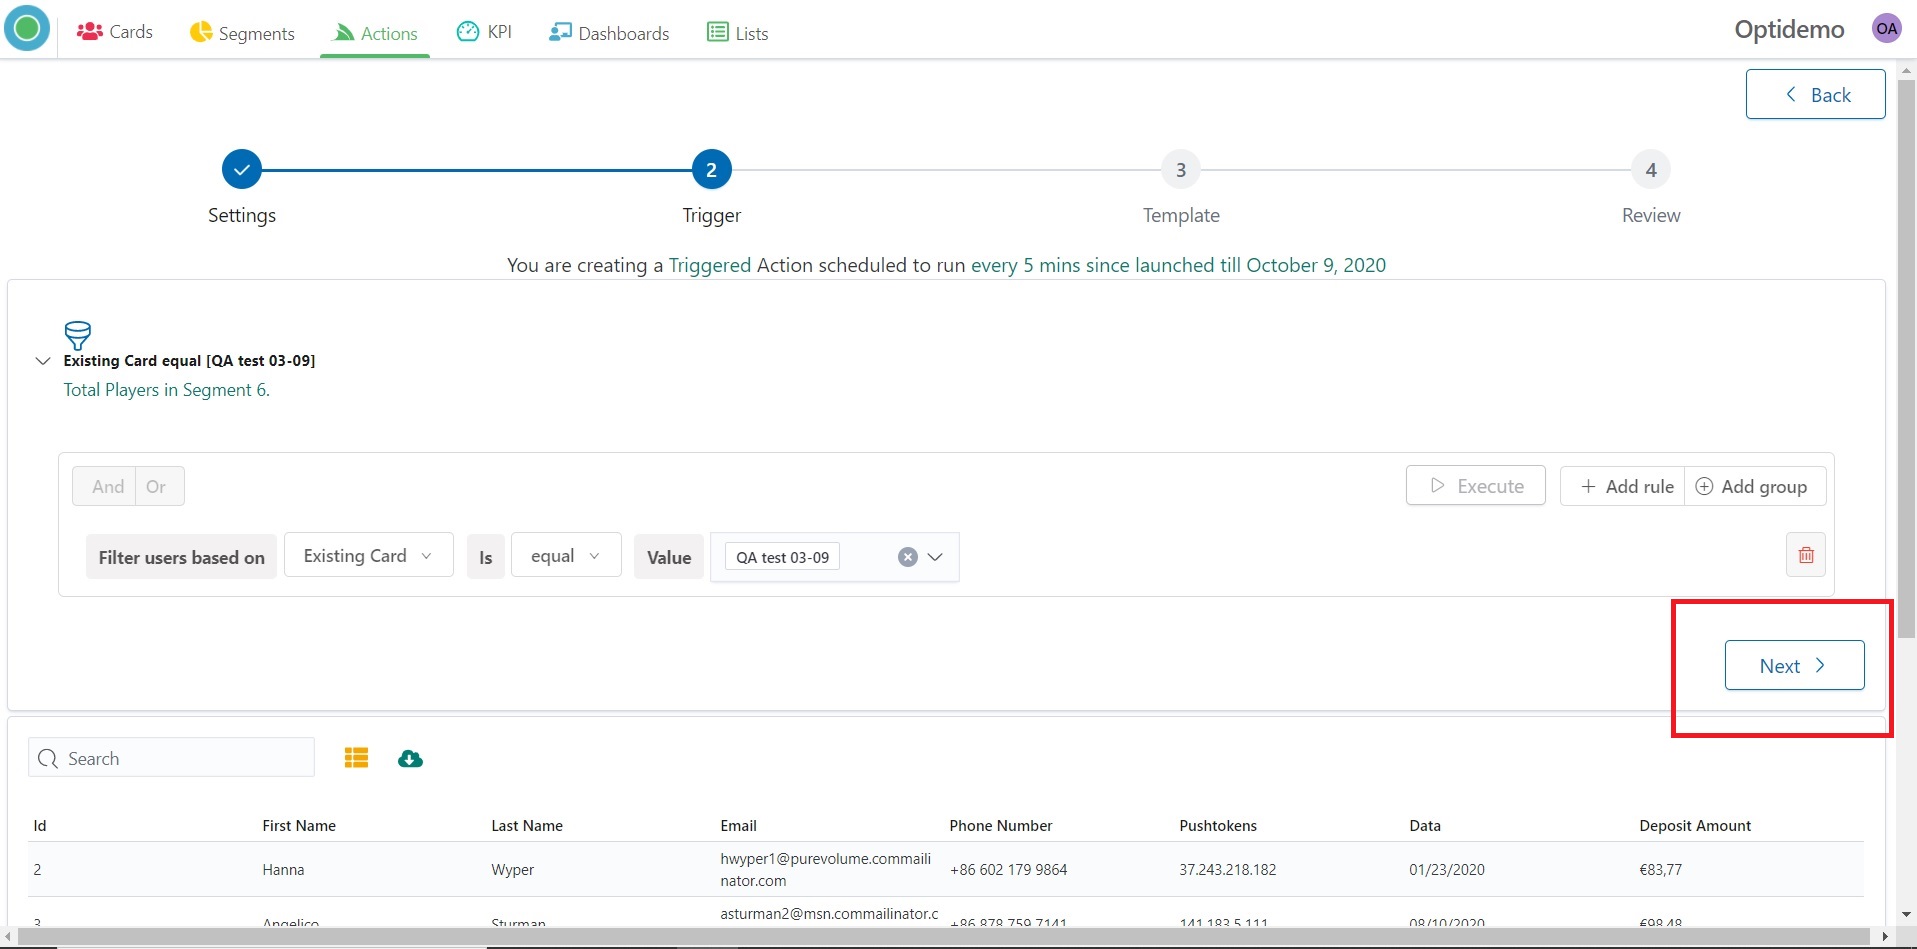 Cards Segments Actions KPI Dashboards Lists Optidemo OA
Back
2 3 4
Settings Trigger Template Review
You are creating a Triggered Action scheduled to run every 5 mins since launched till October 9, 2020
Existing Card equal [QA test 03-09]
Total Players in Segment 6.
And Or Execute Add rule Add group
Filter users based on Existing Card Is equal Value QA test 03-09
Next
Search
Id First Name Last Name Email Phone Number Pushtokens Data Deposit Amount
2 Hanna Wyper hwyper1@purevolume.commailinator.com +86 602 179 9864 37.243.218.182 01/23/2020 €83,77
3 Angelico Sturman asturman2@msn.commailinator.c +86 878 759 7141 141.183.5.111 08/10/2020 €98,48